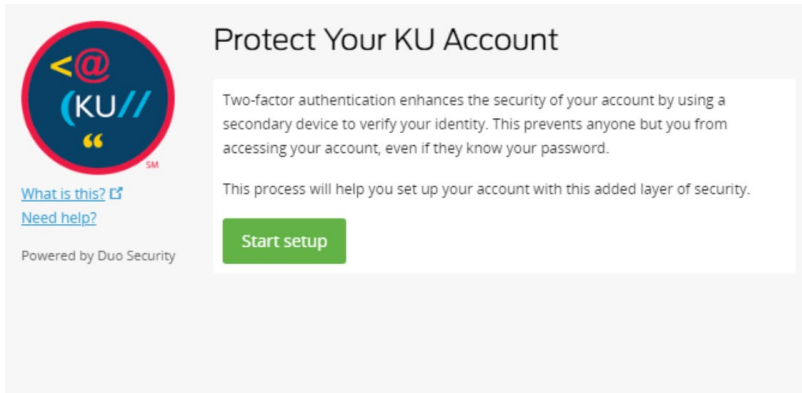 Protect Your KU Account
<@
(KU//
“
SM
What is this?
Need help?
Powered by Duo Security
Two-factor authentication enhances the security of your account by using a
secondary device to verify your identity. This prevents anyone but you from
accessing your account, even if they know your password.
This process will help you set up your account with this added layer of security.
Start setup